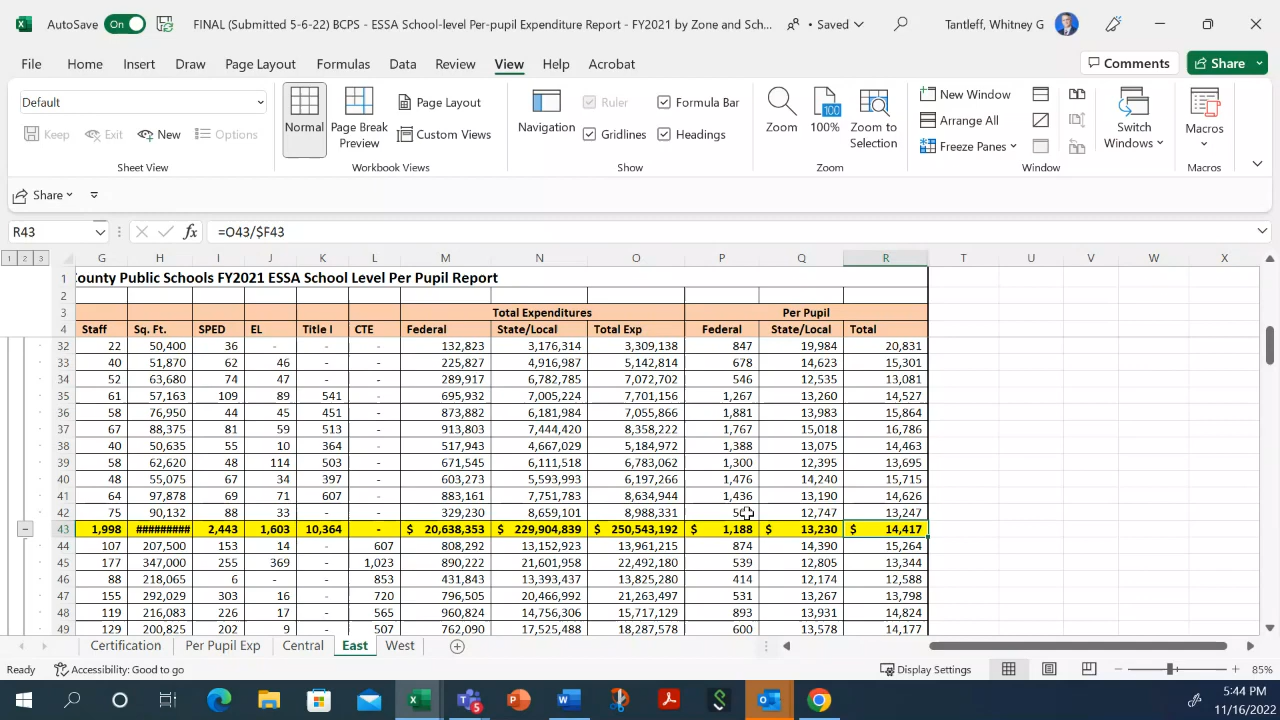 AutoSave On FINAL (Submitted 5-6-22) BCPS - ESSA School-level Per-pupil Expenditure Report - FY2021 by Zone and Sch... • Saved Tantleff, Whitney G
File Home Insert Draw Page Layout Formulas Data Review View Help Acrobat Comments Share
Default
Keep Exit New Options
Sheet View
Normal Page Break Preview Page Layout Custom Views
Workbook Views
Navigation Ruler Formula Bar Gridlines Headings
Show
Zoom 100 100% Zoom to Selection
Zoom
New Window Arrange All Freeze Panes Switch Windows
Window
Macros
Macros
Share
R43 fx =O43/$F43
1 2 3 G H I J K L M N O P Q R T U V W X
1 ounty Public Schools FY2021 ESSA School Level Per Pupil Report
2
3 Total Expenditures Per Pupil
4 Staff Sq. Ft. SPED EL Title I CTE Federal State/Local Total Exp Federal State/Local Total
32 22 50,400 36 - - - 132,823 3,176,314 3,309,138 847 19,984 20,831
33 40 51,870 62 46 - - 225,827 4,916,987 5,142,814 678 14,623 15,301
34 52 63,680 74 47 - - 289,917 6,782,785 7,072,702 546 12,535 13,081
35 61 57,163 109 89 541 - 695,932 7,005,224 7,701,156 1,267 13,260 14,527
36 58 76,950 44 45 451 - 873,882 6,181,984 7,055,866 1,881 13,983 15,864
37 67 88,375 81 59 513 - 913,803 7,444,420 8,358,222 1,767 15,018 16,786
38 40 50,635 55 10 364 - 517,943 4,667,029 5,184,972 1,388 13,075 14,463
39 58 62,620 48 114 503 - 671,545 6,111,518 6,783,062 1,300 12,395 13,695
40 48 55,075 67 34 397 - 603,273 5,593,993 6,197,266 1,476 14,240 15,715
41 64 97,878 69 71 607 - 883,161 7,751,783 8,634,944 1,436 13,190 14,626
42 75 90,132 88 33 - - 329,230 8,659,101 8,988,331 12,747 13,247
43 1,998 ######### 2,443 1,603 10,364 - $ 20,638,353 $ 229,904,839 $ 250,543,192 $ 1,188 $ 13,230 $ 14,417
44 107 207,500 153 14 - 607 808,292 13,152,923 13,961,215 874 14,390 15,264
45 177 347,000 255 369 - 1,023 890,222 21,601,958 22,492,180 539 12,805 13,344
46 88 218,065 6 - - 853 431,843 13,393,437 13,825,280 414 12,174 12,588
47 155 292,029 303 16 - 720 796,505 20,466,992 21,263,497 531 13,267 13,798
48 119 216,083 226 17 - 565 960,824 14,756,306 15,717,129 893 13,931 14,824
49 129 200,825 202 9 - 507 762,090 17,525,488 18,287,578 600 13,578 14,177
Certification Per Pupil Exp Central East West
Ready Accessibility: Good to go Display Settings 85%
5
5:44 PM
11/16/2022